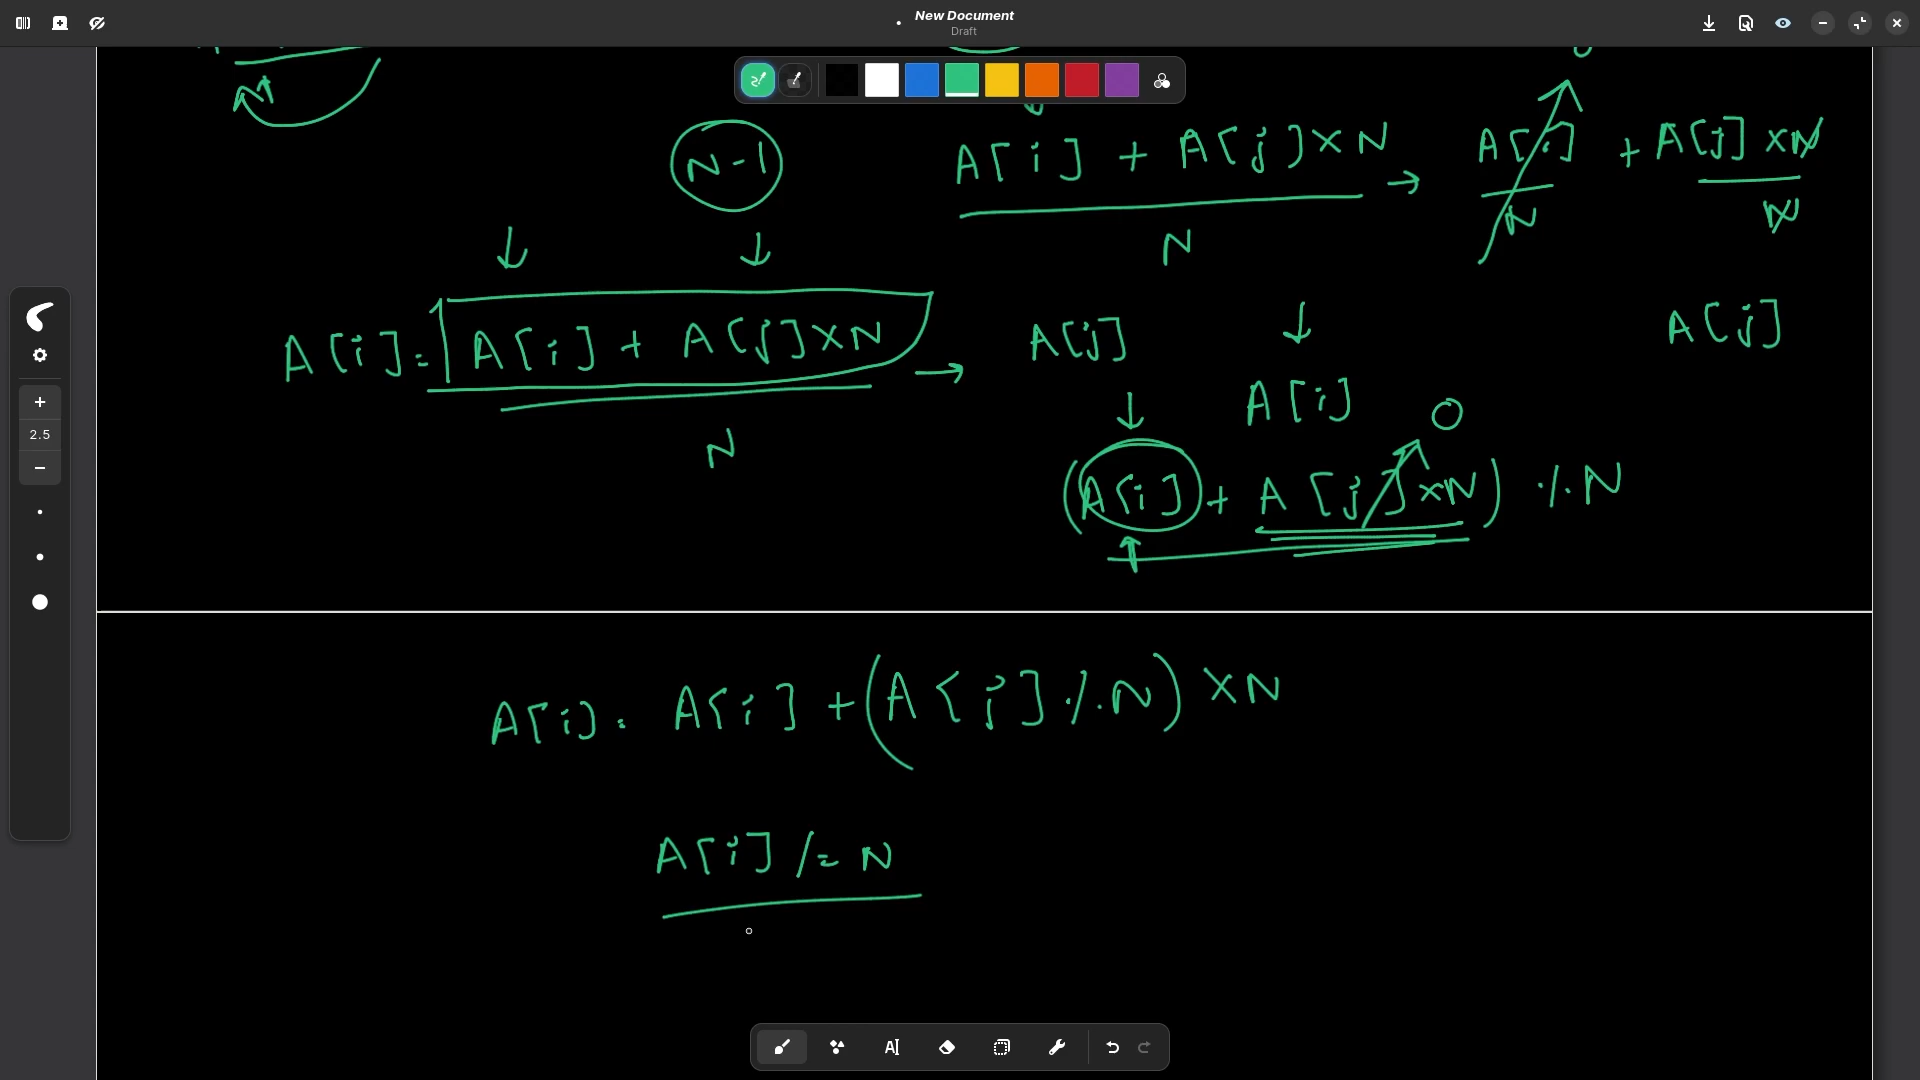 New Document
Draft
N
N-1
A[i] + A[j]×N → A[i] + A[j] ×N
N N N
A[i] = A[i] + A[j]×N → A[j] A[j]
N
A[i] 0
(A[i] + A[j]×N) % N
2.5
A[i] = A[i] + (A[j] % N) × N
A[i] /= N